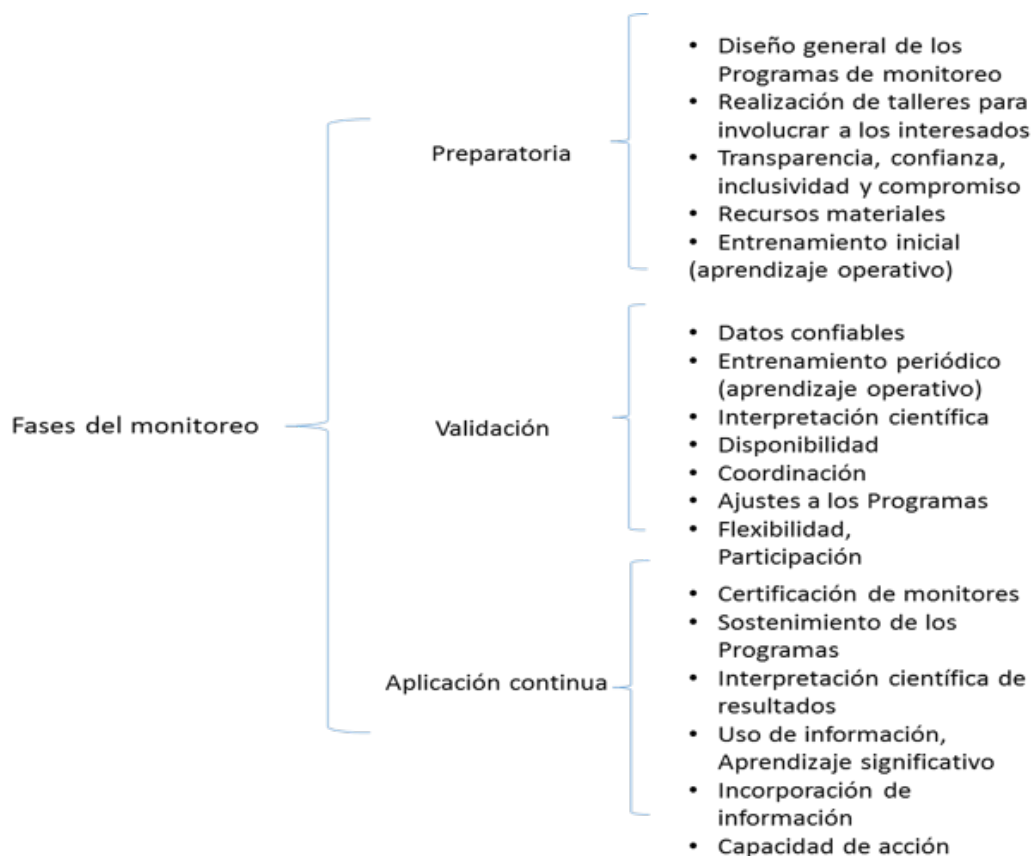 Fases del monitoreo
Preparatoria
• Diseño general de los
Programas de monitoreo
• Realización de talleres para
involucrar a los interesados
• Transparencia, confianza,
inclusividad y compromiso
• Recursos materiales
• Entrenamiento inicial
(aprendizaje operativo)
Validación
• Datos confiables
• Entrenamiento periódico
(aprendizaje operativo)
• Interpretación científica
• Disponibilidad
• Coordinación
• Ajustes a los Programas
• Flexibilidad,
Participación
Aplicación continua
• Certificación de monitores
• Sostenimiento de los
Programas
• Interpretación científica de
resultados
• Uso de información,
Aprendizaje significativo
• Incorporación de
información
• Capacidad de acción